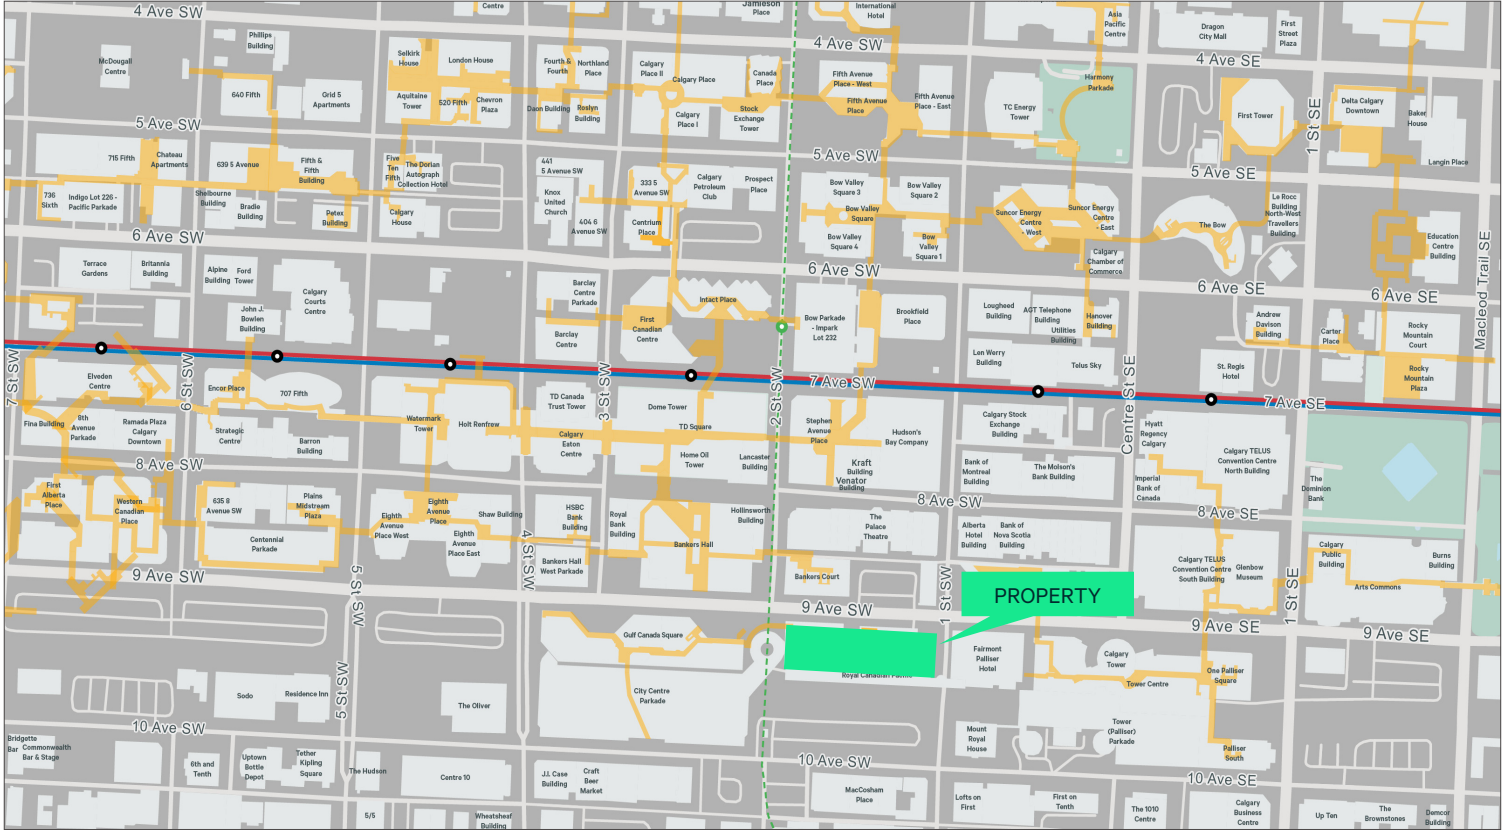 4 Ave SW
Centre
Jamieson
Place
International
Hotel
Asia
Pacific
Centre
Dragon
City Mall
First
Street
Plaza
Phillips
Building
McDougall
Centre
Selkirk
House
London House
Fourth &
Fourth
Northland
Place
Calgary
Place II
Calgary Place
Canada
Place
4 Ave SW
4 Ave SE
Fifth Avenue
Place - West
Harmony
Parkade
640 Fifth
Grid 5
Apartments
Aquitaine
Tower
520 Fifth
Chevron
Plaza
Daon Building
Roslyn
Building
Calgary
Place I
Stock
Exchange
Tower
Fifth Avenue
Place
Fifth Avenue
Place - East
TC Energy
Tower
First Tower
1 St SE
Delta Calgary
Downtown
Baker
House
5 Ave SW
715 Fifth
Chateau
Apartments
639 5 Avenue
Fifth &
Fifth
Building
Five
Ten
Fifth
The Dorian
Autograph
Collection Hotel
441
5 Avenue SW
5 Ave SW
5 Ave SE
Langin Place
736
Sixth
Indigo Lot 226 -
Pacific Parkade
Shelbourne
Building
Bradie
Building
Petex
Building
Calgary
House
Knox
United
Church
404 6
Avenue SW
333 5
Avenue SW
Centrium
Place
Calgary
Petroleum
Club
Prospect
Place
Bow Valley
Square 3
Bow Valley
Square 2
Bow Valley
Square
Bow Valley
Square 4
Bow
Valley
Square 1
Suncor Energy
Centre
- West
Suncor Energy
Centre
- East
Calgary
Chamber of
Commerce
The Bow
Le Rocc
Building
North-West
Travellers
Building
Education
Centre
Building
Macleod Trail SE
6 Ave SW
Terrace
Gardens
Britannia
Building
Alpine
Building
Ford
Tower
John J.
Bowlen
Building
Calgary
Courts
Centre
Barclay
Centre
Parkade
Barclay
Centre
First
Canadian
Centre
Intact Place
6 Ave SW
6 Ave SE
6 Ave SE
Bow Parkade
- Impark
Lot 232
Brookfield
Place
Lougheed
Building
AGT Telephone
Building
Utilities
Building
Hanover
Building
Andrew
Davison
Building
Carter
Place
Rocky
Mountain
Court
7 St SW
Elveden
Centre
6 St SW
Encor Place
707 Fifth
3 St SW
TD Canada
Trust Tower
Dome Tower
2 St SW
7 Ave SW
Len Werry
Building
Telus Sky
Centre St SE
St. Regis
Hotel
7 Ave SE
Rocky
Mountain
Plaza
Fina Building
8th
Avenue
Parkade
Ramada Plaza
Calgary
Downtown
Strategic
Centre
Barron
Building
Watermark
Tower
Holt Renfrew
Calgary
Eaton
Centre
TD Square
Home Oil
Tower
Lancaster
Building
Stephen
Avenue
Place
Hudson's
Bay Company
Kraft
Building
Venator
Building
Calgary Stock
Exchange
Building
Bank of
Montreal
Building
The Molson's
Bank Building
Hyatt
Regency
Calgary
Imperial
Bank of
Canada
Calgary TELUS
Convention Centre
North Building
The
Dominion
Bank
8 Ave SW
First
Alberta
Place
Western
Canadian
Place
635 8
Avenue SW
Plains
Midstream
Plaza
Centennial
Parkade
Eighth
Avenue
Place West
Eighth
Avenue
Place
Eighth
Avenue
Place East
Shaw Building
4 St SW
HSBC
Bank
Building
Bankers Hall
West Parkade
Royal
Bank
Building
Bankers Hall
Hollinsworth
Building
Bankers Court
The
Palace
Theatre
8 Ave SW
Alberta
Hotel
Building
Bank of
Nova Scotia
Building
8 Ave SE
Calgary TELUS
Convention Centre
South Building
Glenbow
Museum
Calgary
Public
Building
Arts Commons
Burns
Building
9 Ave SW
5 St SW
9 Ave SW
1 St SW
PROPERTY
1 St SE
9 Ave SE
9 Ave SE
Gulf Canada Square
City Centre
Parkade
Royal Canadian Pacific
Fairmont
Palliser
Hotel
Calgary
Tower
Tower Centre
One Palliser
Square
Tower
(Palliser)
Parkade
Palliser
South
5 St SW
Sodo
Residence Inn
The Oliver
Mount
Royal
House
10 Ave SW
10 Ave SW
10 Ave SE
Bridgette
Bar
Commonwealth
Bar & Stage
6th and
Tenth
Uptown
Bottle
Depot
Tether
Kipling
Square
The Hudson
Centre 10
J.I. Case
Building
Craft
Beer
Market
MacCosham
Place
Lofts on
First
First on
Tenth
The 1010
Centre
Calgary
Business
Centre
Up Ten
The
Brownstones
Demcor
Building
5/5
Wheatsheaf
Building